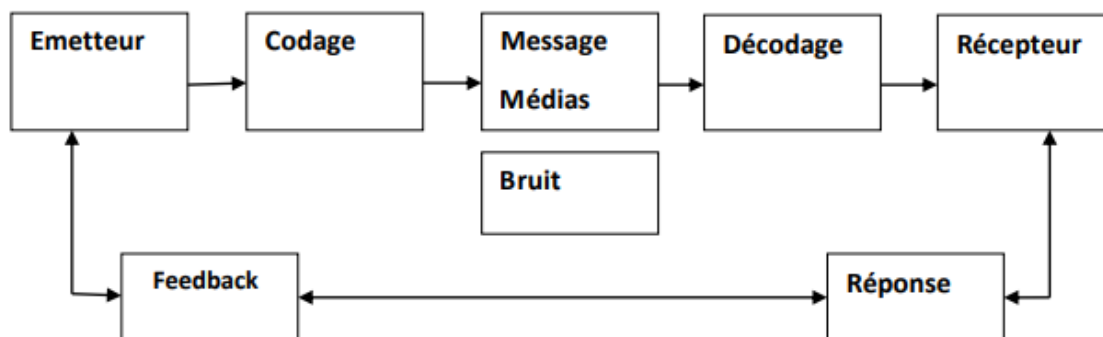 Emetteur
Codage
Message
Médias
Décodage
Récepteur
Bruit
Feedback
Réponse